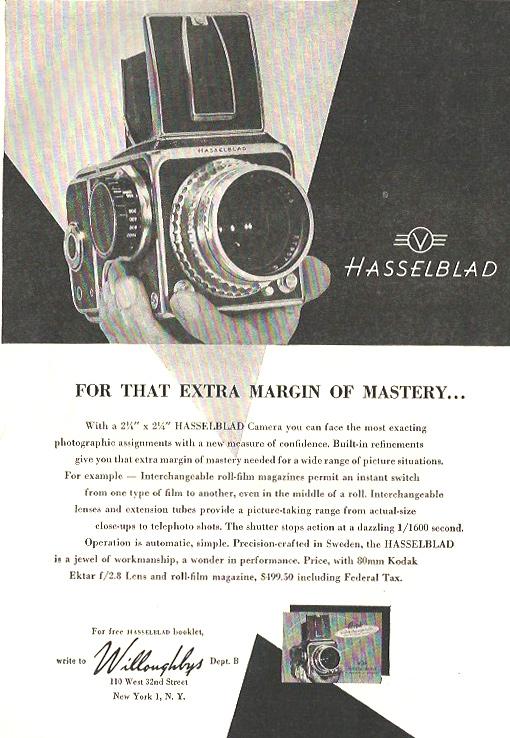 HASSELBLAD
V
HASSELBLAD
FOR THAT EXTRA MARGIN OF MASTERY...
With a 2¼" x 2¼" HASSELBLAD Camera you can face the most exacting
photographic assignments with a new measure of confidence. Built-in refinements
give you that extra margin of mastery needed for a wide range of picture situations.
For example — Interchangeable roll-film magazines permit an instant switch
from one type of film to another, even in the middle of a roll. Interchangeable
lenses and extension tubes provide a picture-taking range from actual-size
close-ups to telephoto shots. The shutter stops action at a dazzling 1/1600 second.
Operation is automatic, simple. Precision-crafted in Sweden, the HASSELBLAD
is a jewel of workmanship, a wonder in performance. Price, with 80mm Kodak
Ektar f/2.8 Lens and roll-film magazine, $499.50 including Federal Tax.
For free HASSELBLAD booklet,
write to Willoughbys Dept. B
110 West 32nd Street
New York 1, N. Y.